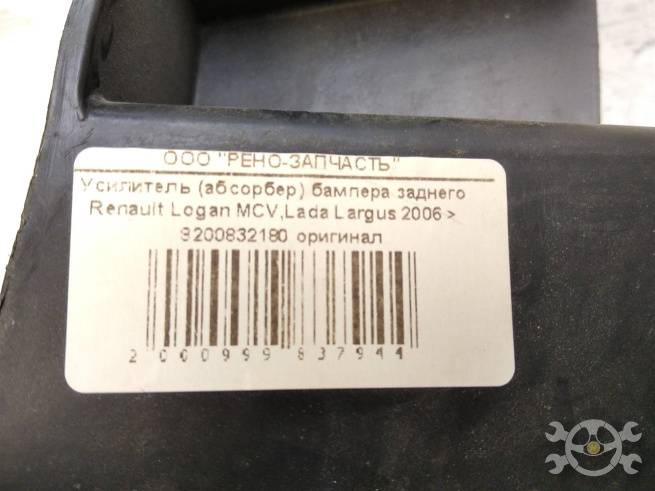 ООО "РЕНО-ЗАПЧАСТЬ"
Усилитель (абсорбер) бампера заднего
Renault Logan MCV,Lada Largus 2006 >
8200832180 оригинал
2 000999 837944